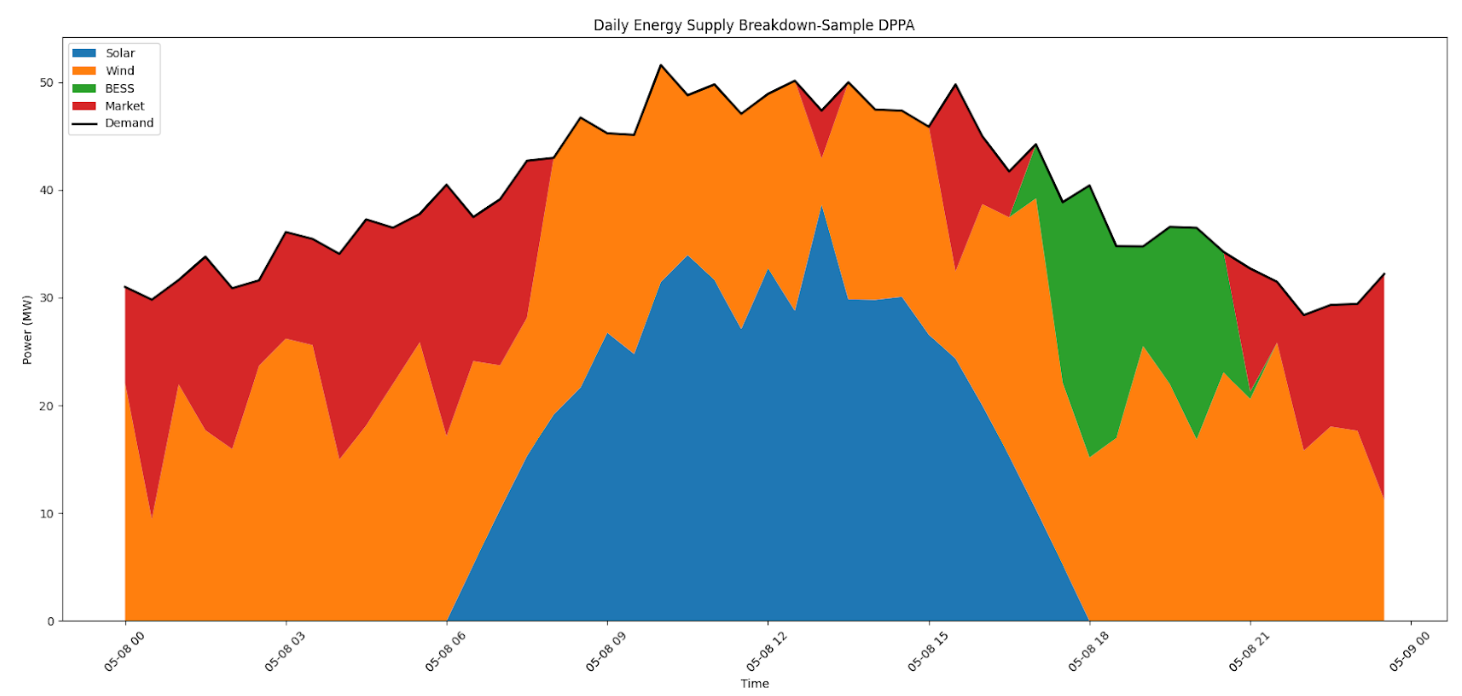 Daily Energy Supply Breakdown-Sample DPPA
Solar
Wind
BESS
Market
Demand
Power (MW)
50
40
30
20
10
0
05-08 00
05-08 03
05-08 06
05-08 09
05-08 12
05-08 15
05-08 18
05-08 21
05-09 00
Time